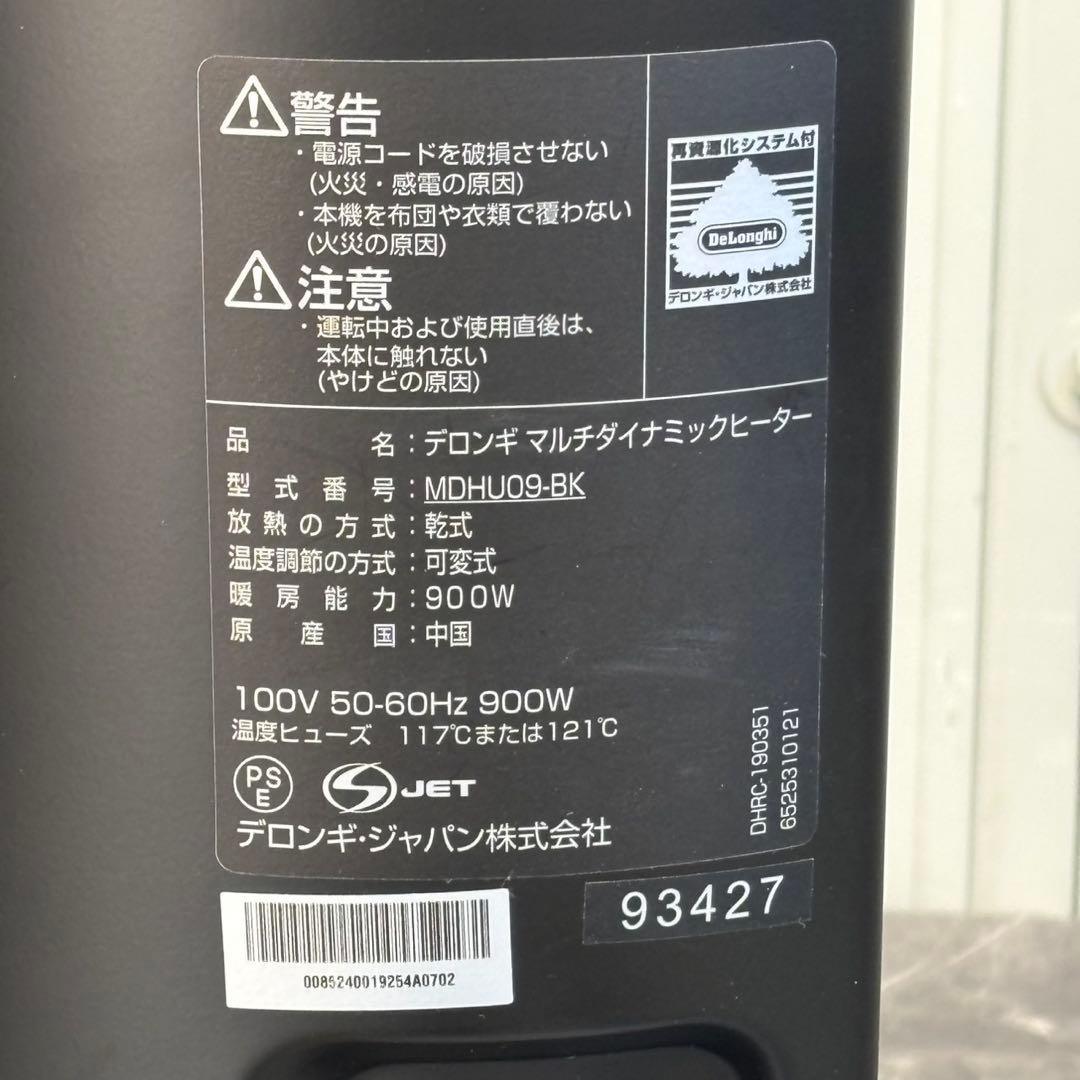 警告
・電源コードを破損させない
(火災・感電の原因)
・本機を布団や衣類で覆わない
(火災の原因)
注意
・運転中および使用直後は、
本体に触れない
(やけどの原因)
再資源化システム付
DeLonghi
デロンギ・ジャパン株式会社
品名:デロンギ マルチダイナミックヒーター
型式番号:MDHU09-BK
放熱の方式:乾式
温度調節の方式:可変式
暖房能力:900W
原産国:中国
100V 50-60Hz 900W
温度ヒューズ 117℃または121℃
PSE
S JET
デロンギ・ジャパン株式会社
DHRC-190351
6525310121
93427
0085240019254A0702